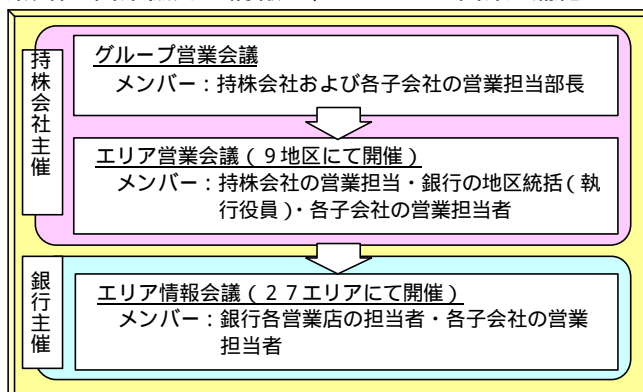 持株会社主催
グループ営業会議
メンバー：持株会社および各子会社の営業担当部長
エリア営業会議（９地区にて開催）
メンバー：持株会社の営業担当・銀行の地区統括（執
行役員）・各子会社の営業担当者
銀行主催
エリア情報会議（２７エリアにて開催）
メンバー：銀行各営業店の担当者・各子会社の営業
担当者